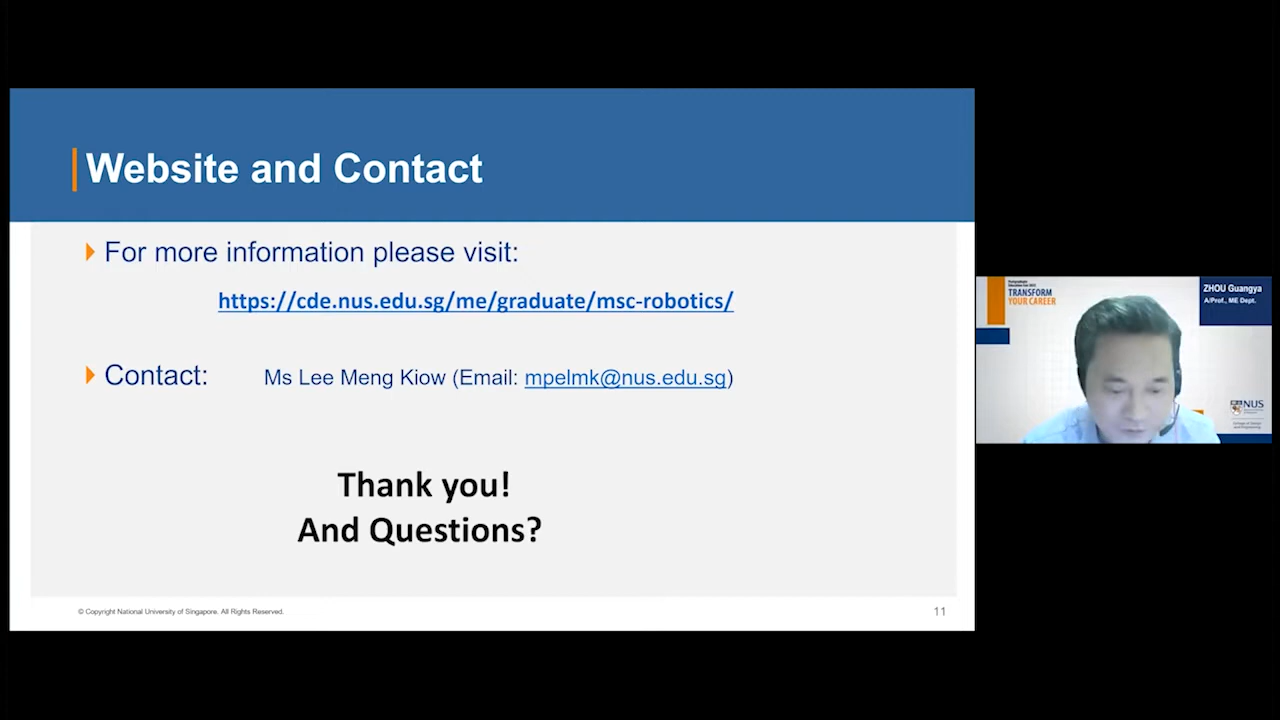 Website and Contact
For more information please visit:
https://cde.nus.edu.sg/me/graduate/msc-robotics/
Contact: Ms Lee Meng Kiow (Email: mpelmk@nus.edu.sg)
Thank you!
And Questions?
© Copyright National University of Singapore. All Rights Reserved.
11
TRANSFORM
YOUR CAREER
ZHOU Guangya
A/Prof., ME Dept.
NUS